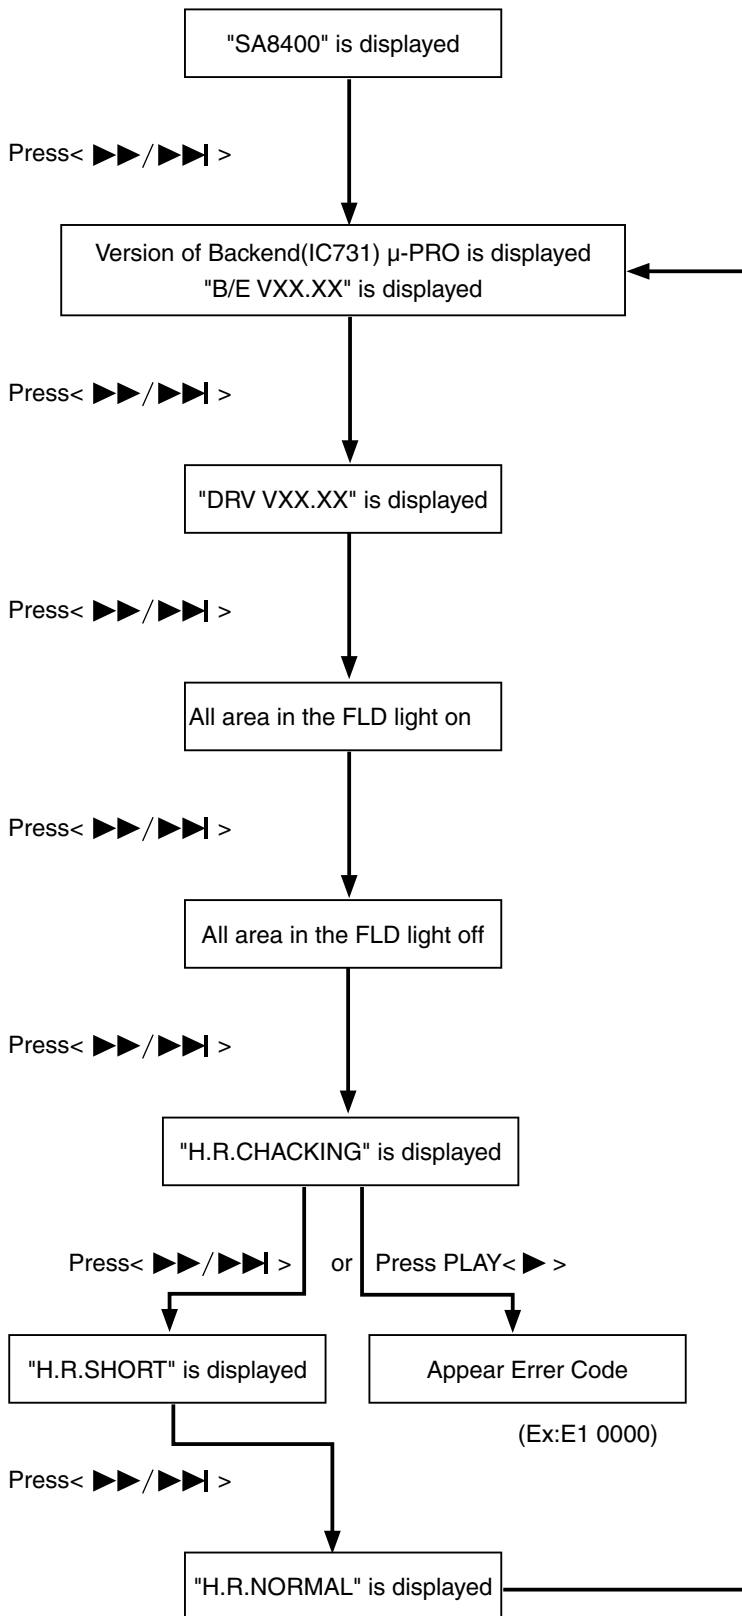 "SA8400" is displayed
Press< ▶▶/▶▶| >
Version of Backend(IC731) µ-PRO is displayed
"B/E VXX.XX" is displayed
Press< ▶▶/▶▶| >
"DRV VXX.XX" is displayed
Press< ▶▶/▶▶| >
All area in the FLD light on
Press< ▶▶/▶▶| >
All area in the FLD light off
Press< ▶▶/▶▶| >
"H.R.CHACKING" is displayed
Press< ▶▶/▶▶| > or Press PLAY< ▶ >
"H.R.SHORT" is displayed
Appear Errer Code
(Ex:E1 0000)
Press< ▶▶/▶▶| >
"H.R.NORMAL" is displayed